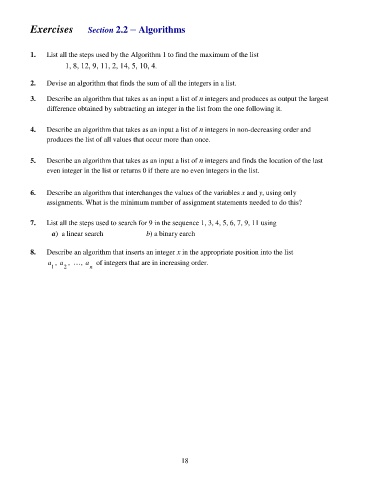 Exercises Section 2.2 – Algorithms
1. List all the steps used by the Algorithm 1 to find the maximum of the list
1, 8, 12, 9, 11, 2, 14, 5, 10, 4.
2. Devise an algorithm that finds the sum of all the integers in a list.
3. Describe an algorithm that takes as an input a list of n integers and produces as output the largest
difference obtained by subtracting an integer in the list from the one following it.
4. Describe an algorithm that takes as an input a list of n integers in non-decreasing order and
produces the list of all values that occur more than once.
5. Describe an algorithm that takes as an input a list of n integers and finds the location of the last
even integer in the list or returns 0 if there are no even integers in the list.
6. Describe an algorithm that interchanges the values of the variables x and y, using only
assignments. What is the minimum number of assignment statements needed to do this?
7. List all the steps used to search for 9 in the sequence 1, 3, 4, 5, 6, 7, 9, 11 using
a) a linear search b) a binary earch
8. Describe an algorithm that inserts an integer x in the appropriate position into the list
a₁, a₂, …, aₙ of integers that are in increasing order.
18